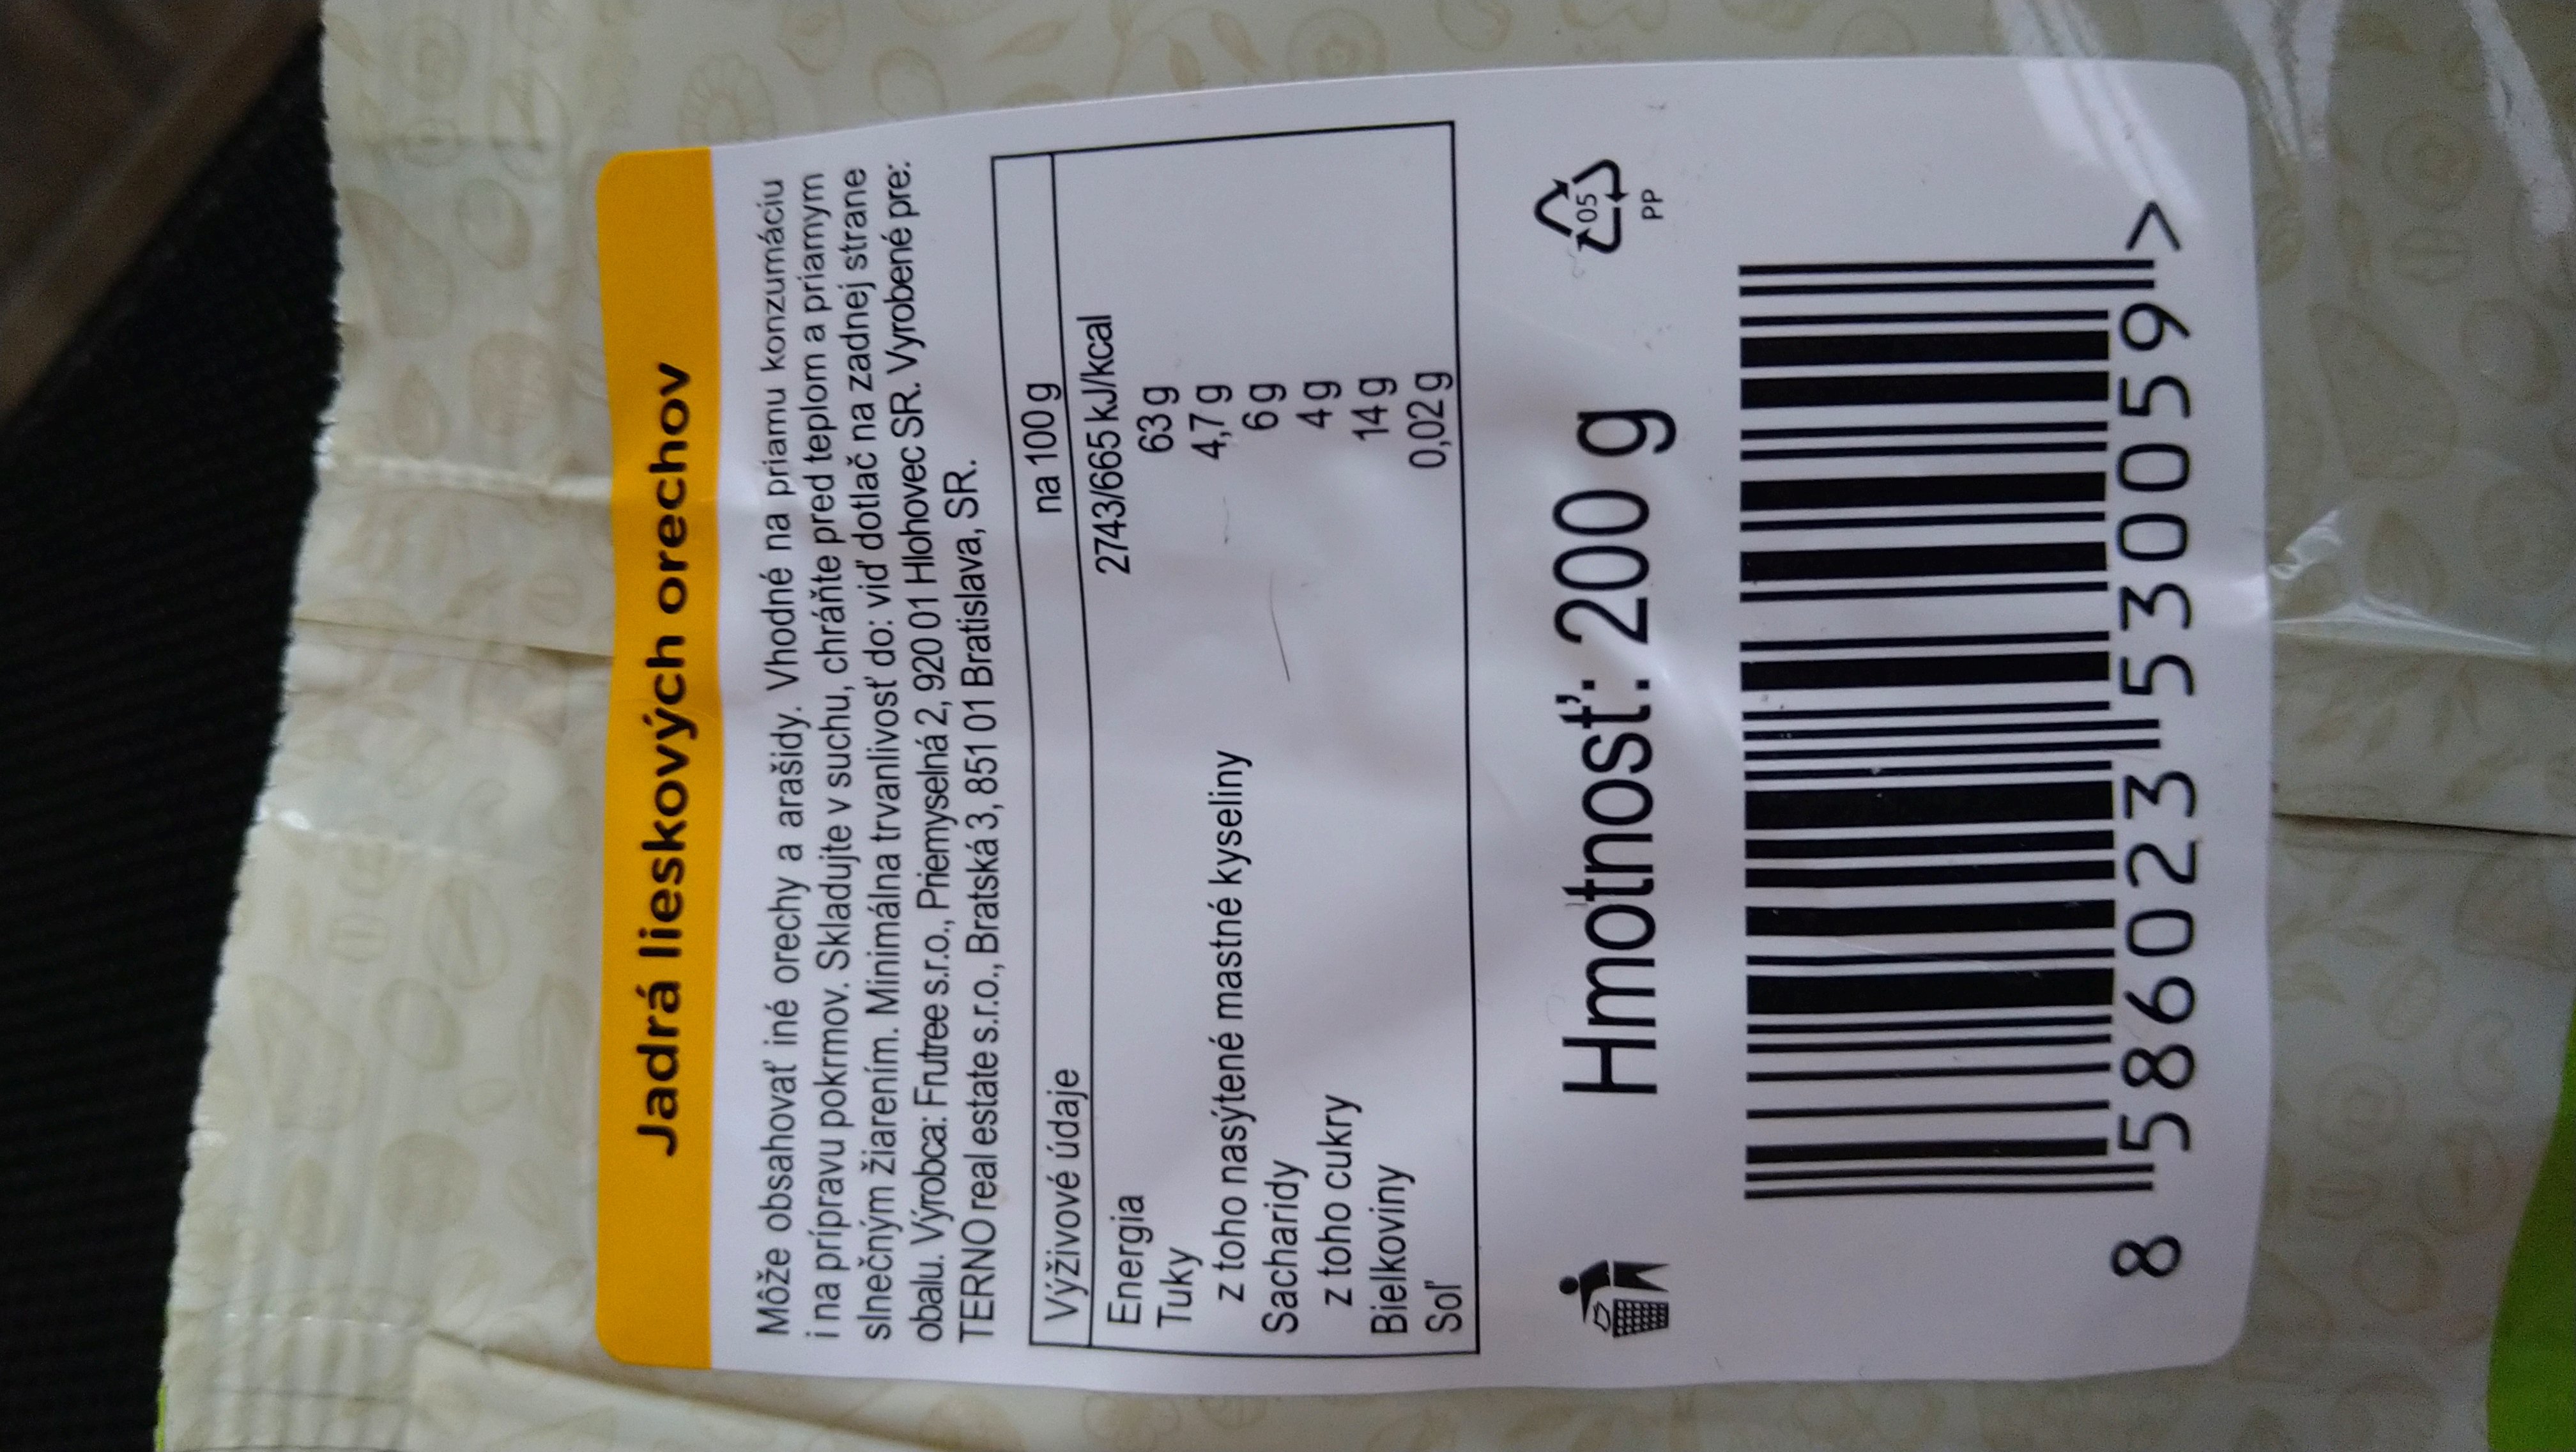 Jadrá lieskových orechov
Môže obsahovať iné orechy a arašidy. Vhodné na priamu konzumáciu
i na prípravu pokrmov. Skladujte v suchu, chráňte pred teplom a priamym
slnečným žiarením. Minimálna trvanlivosť do: viď dotlač na zadnej strane
obalu. Výrobca: Frutree s.r.o., Priemyselná 2, 920 01 Hlohovec SR. Vyrobené pre:
TERNO real estate s.r.o., Bratská 3, 851 01 Bratislava, SR.
Výživové údaje na 100 g
Energia 2743/665 kJ/kcal
Tuky 63 g
z toho nasýtené mastné kyseliny 4,7 g
Sacharidy 6 g
z toho cukry 4 g
Bielkoviny 14 g
Soľ 0,02 g
Hmotnosť: 200 g
05
PP
8 586023 530059 >